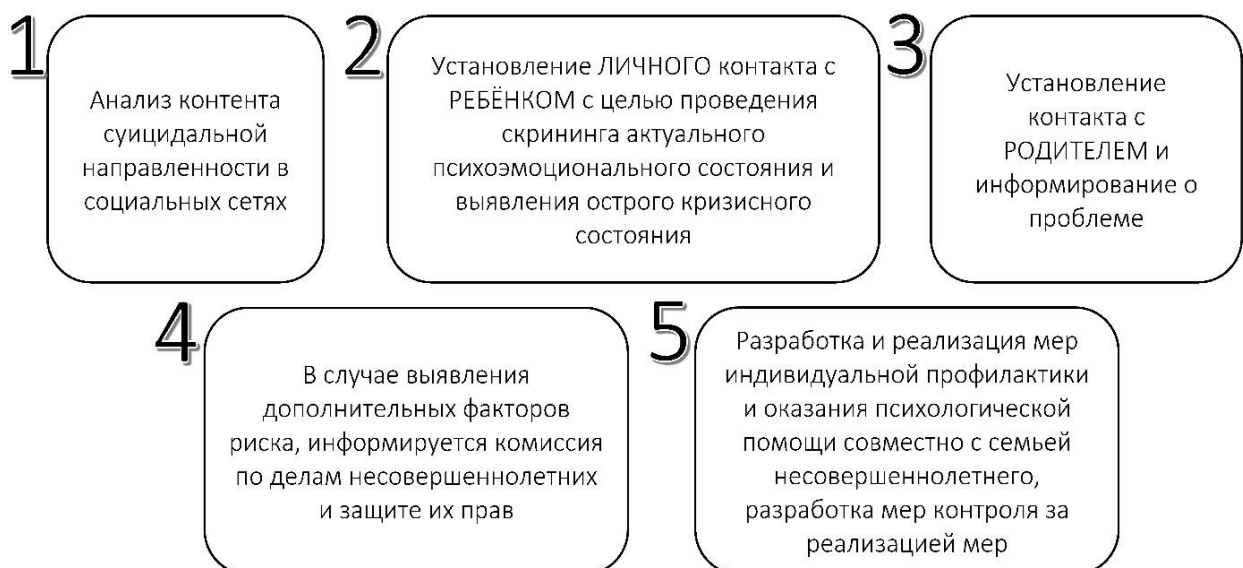 1
Анализ контента
суицидальной
направленности в
социальных сетях
2
Установление ЛИЧНОГО контакта с
РЕБЁНКОМ с целью проведения
скрининга актуального
психоэмоционального состояния и
выявления острого кризисного
состояния
3
Установление
контакта с
РОДИТЕЛЕМ и
информирование о
проблеме
4
В случае выявления
дополнительных факторов
риска, информируется комиссия
по делам несовершеннолетних
и защите их прав
5
Разработка и реализация мер
индивидуальной профилактики
и оказания психологической
помощи совместно с семьей
несовершеннолетнего,
разработка мер контроля за
реализацией мер